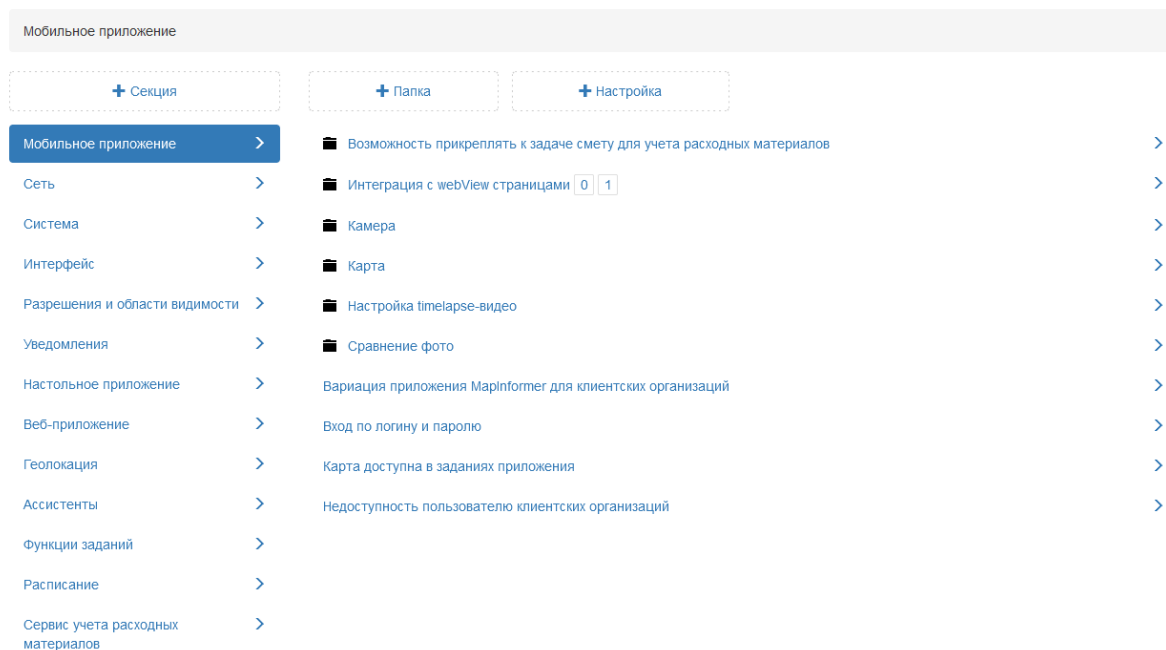 Мобильное приложение
Секция
Папка
Настройка
Мобильное приложение
Сеть
Система
Интерфейс
Разрешения и области видимости
Уведомления
Настольное приложение
Веб-приложение
Геолокация
Ассистенты
Функции заданий
Расписание
Сервис учета расходных
материалов
Возможность прикреплять к задаче смету для учета расходных материалов
Интеграция с webView страницами 0 1
Камера
Карта
Настройка timelapse-видео
Сравнение фото
Вариация приложения MapInformer для клиентских организаций
Вход по логину и паролю
Карта доступна в заданиях приложения
Недоступность пользователю клиентских организаций